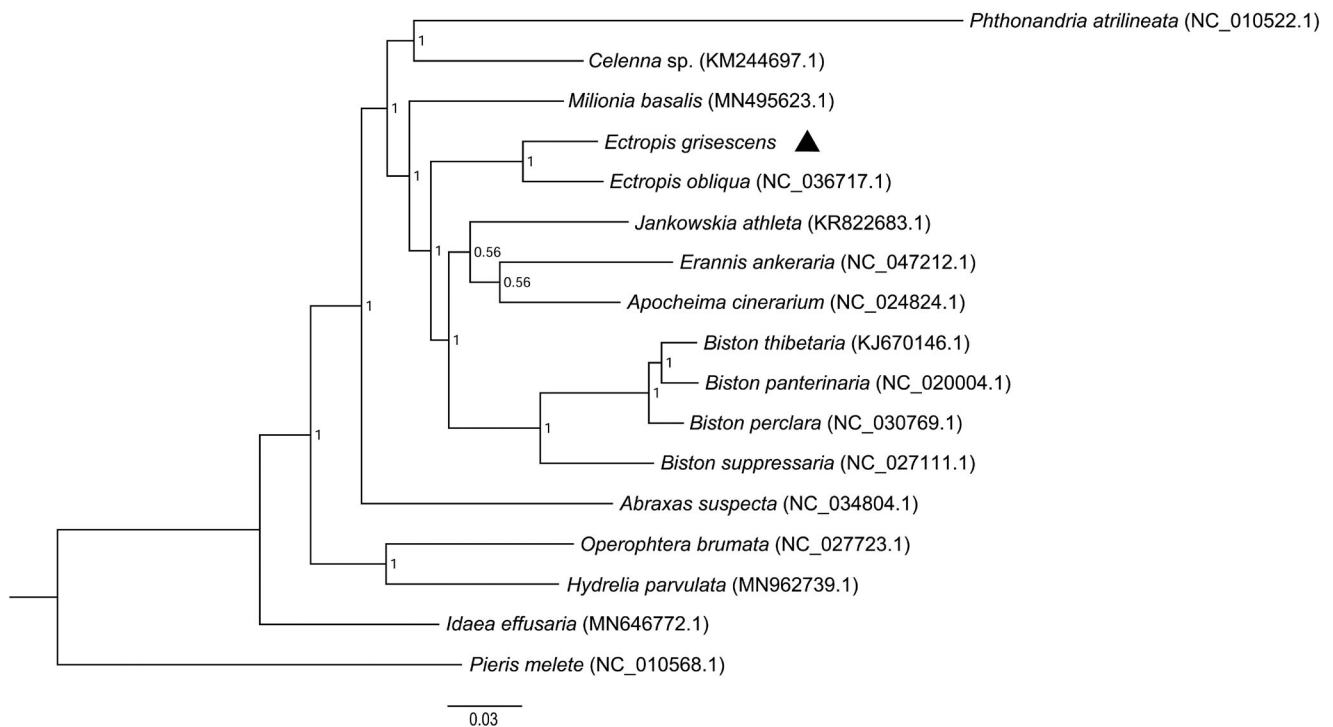 Phthonandria atrilineata (NC_010522.1)
1
Celenna sp. (KM244697.1)
Milionia basalis (MN495623.1)
1
Ectropis grisescens
1
1
Ectropis obliqua (NC_036717.1)
Jankowskia athleta (KR822683.1)
1
0.56
Erannis ankeraria (NC_047212.1)
0.56
Apocheima cinerarium (NC_024824.1)
1
1
Biston thibetaria (KJ670146.1)
1
Biston panterinaria (NC_020004.1)
1
Biston perclara (NC_030769.1)
1
1
Biston suppressaria (NC_027111.1)
Abraxas suspecta (NC_034804.1)
Operophtera brumata (NC_027723.1)
1
Hydrelia parvulata (MN962739.1)
Idaea effusaria (MN646772.1)
Pieris melete (NC_010568.1)
0.03